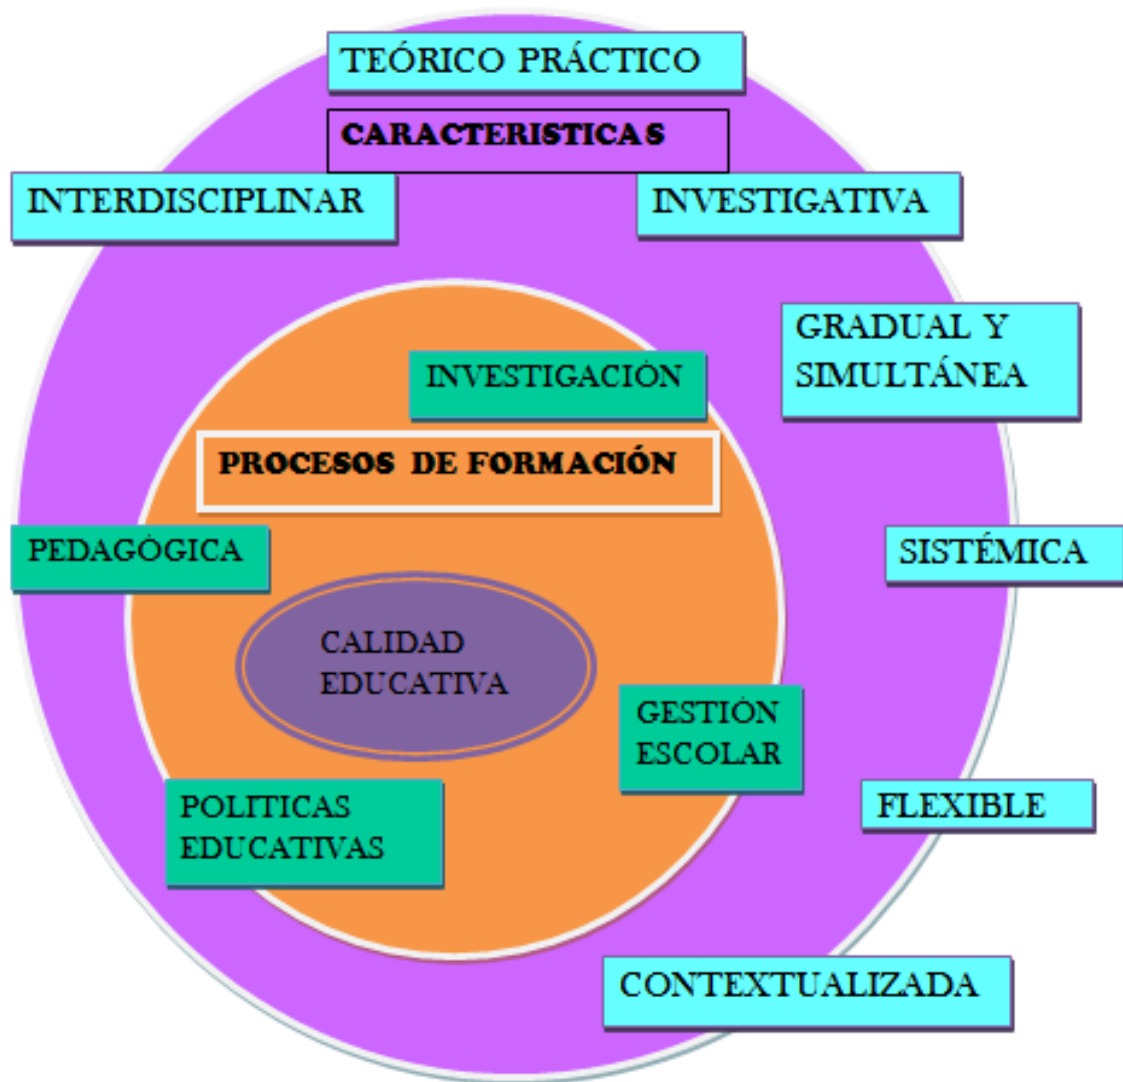 TEÓRICO PRÁCTICO
CARACTERISTICAS
INTERDISCIPLINAR
INVESTIGATIVA
GRADUAL Y
SIMULTÁNEA
INVESTIGACIÓN
PROCESOS DE FORMACIÓN
PEDAGÓGICA
SISTÉMICA
CALIDAD
EDUCATIVA
GESTIÓN
ESCOLAR
POLITICAS
EDUCATIVAS
FLEXIBLE
CONTEXTUALIZADA